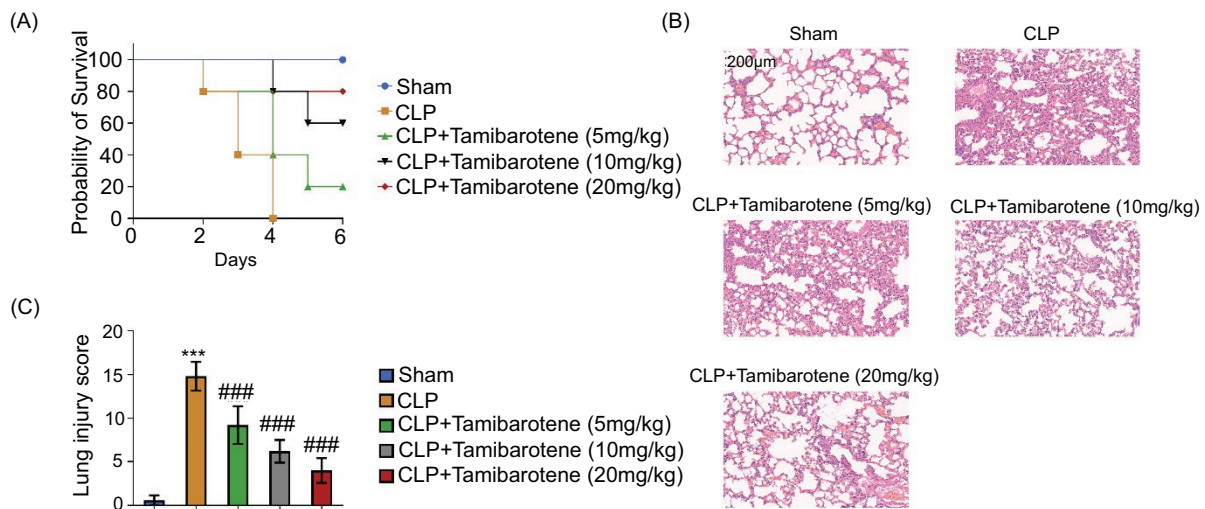 (A)
Probability of Survival
100
80
60
40
20
0
0
2
4
6
Days
Sham
CLP
CLP+Tamibarotene (5mg/kg)
CLP+Tamibarotene (10mg/kg)
CLP+Tamibarotene (20mg/kg)
(B)
Sham
CLP
200μm
CLP+Tamibarotene (5mg/kg)
CLP+Tamibarotene (10mg/kg)
CLP+Tamibarotene (20mg/kg)
(C)
Lung injury score
20
15
10
5
0
***
###
###
###
Sham
CLP
CLP+Tamibarotene (5mg/kg)
CLP+Tamibarotene (10mg/kg)
CLP+Tamibarotene (20mg/kg)